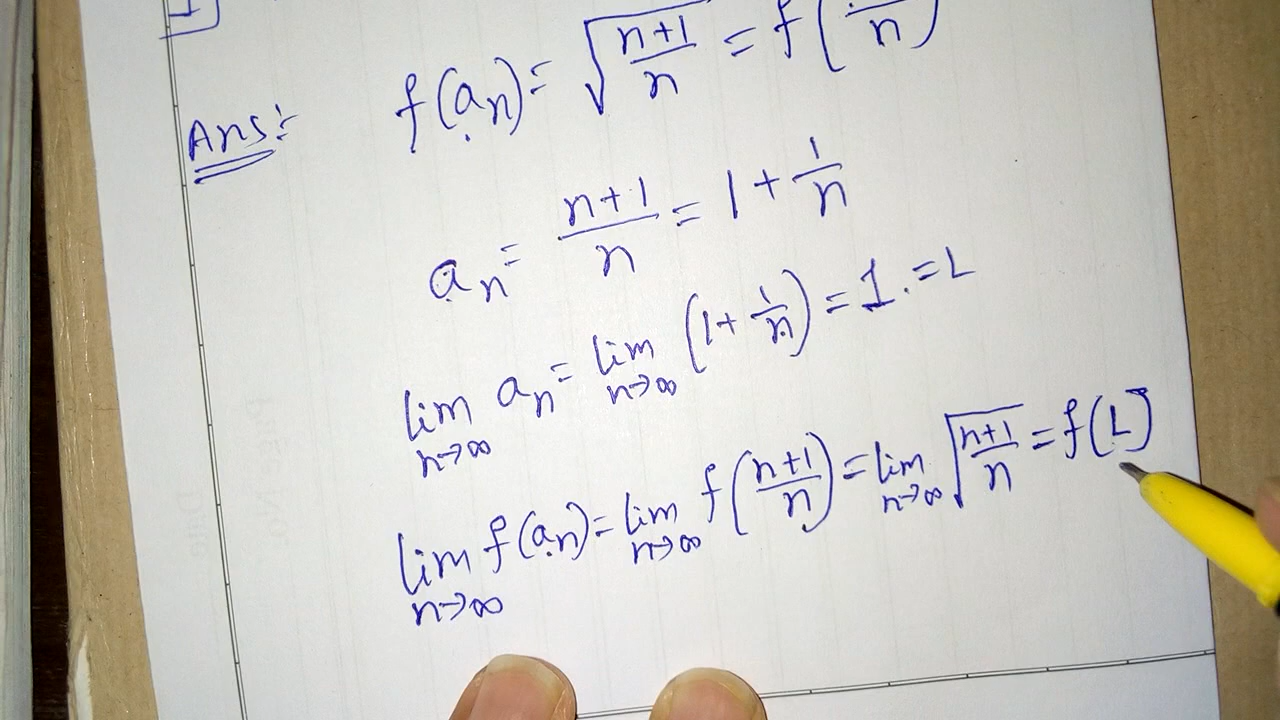 f(aₙ) = √((n+1)/n) = f( /n)
Ans:-
aₙ = (n+1)/n = 1 + 1/n
lim n→∞ aₙ = lim n→∞ (1 + 1/n) = 1. = L
lim n→∞ f(aₙ) = lim n→∞ f((n+1)/n) = lim n→∞ √((n+1)/n) = f(L)